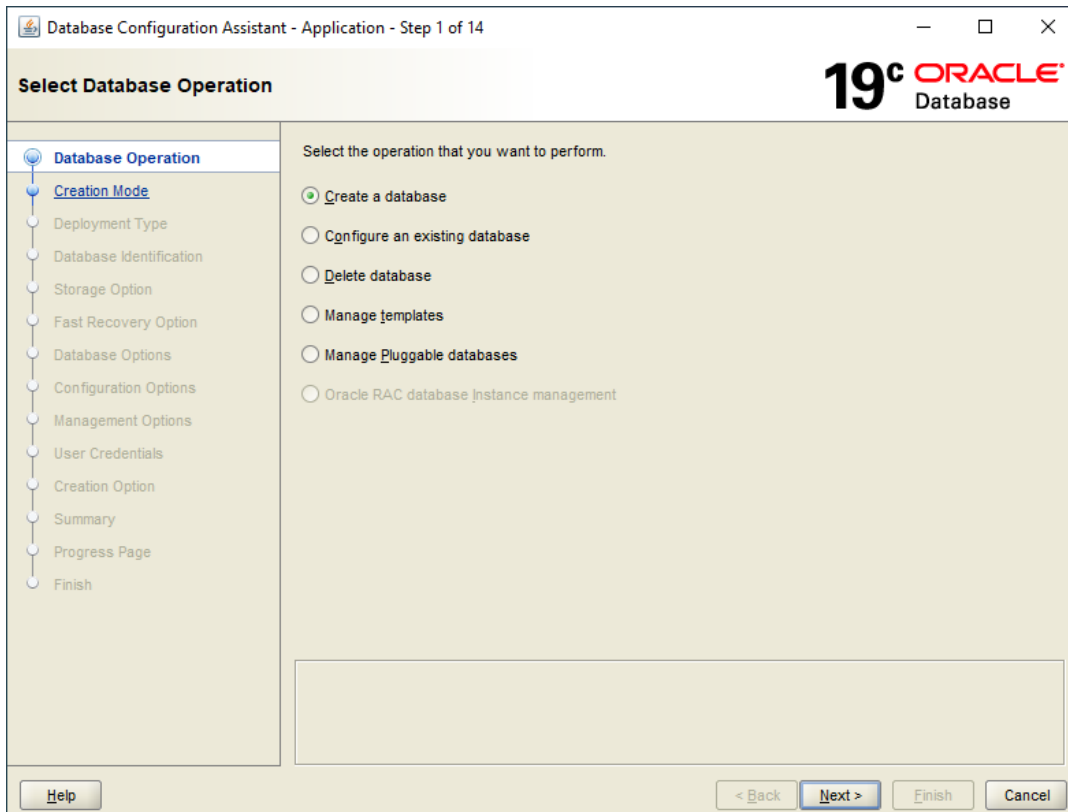 Database Configuration Assistant - Application - Step 1 of 14
Select Database Operation
19c ORACLE
Database
Database Operation
Creation Mode
Deployment Type
Database Identification
Storage Option
Fast Recovery Option
Database Options
Configuration Options
Management Options
User Credentials
Creation Option
Summary
Progress Page
Finish
Select the operation that you want to perform.
Create a database
Configure an existing database
Delete database
Manage templates
Manage Pluggable databases
Oracle RAC database Instance management
Help
< Back
Next >
Finish
Cancel